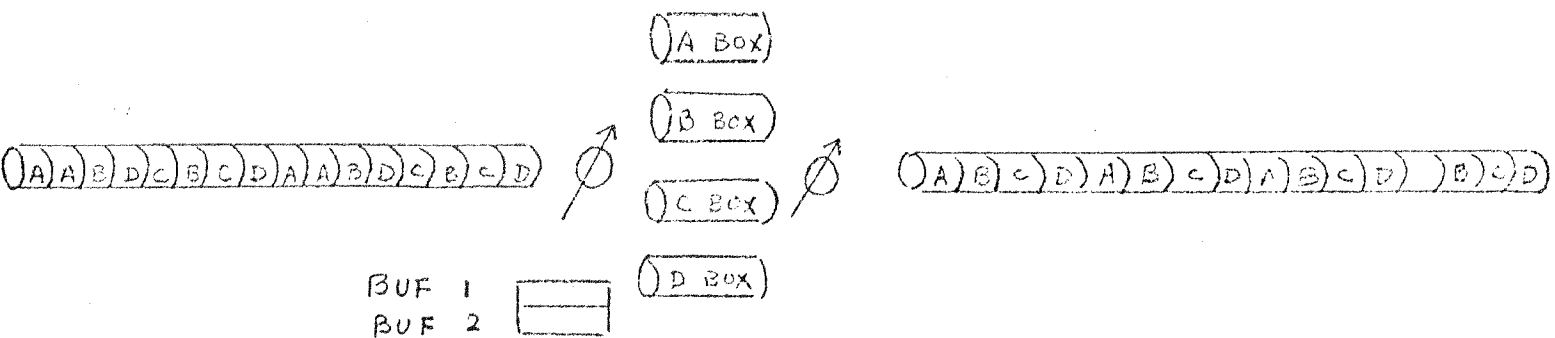 A BOX
B BOX
A A B D C B C D A A B D C B C D
A B C D A B C D A B C D B C D
C BOX
D BOX
BUF 1
BUF 2